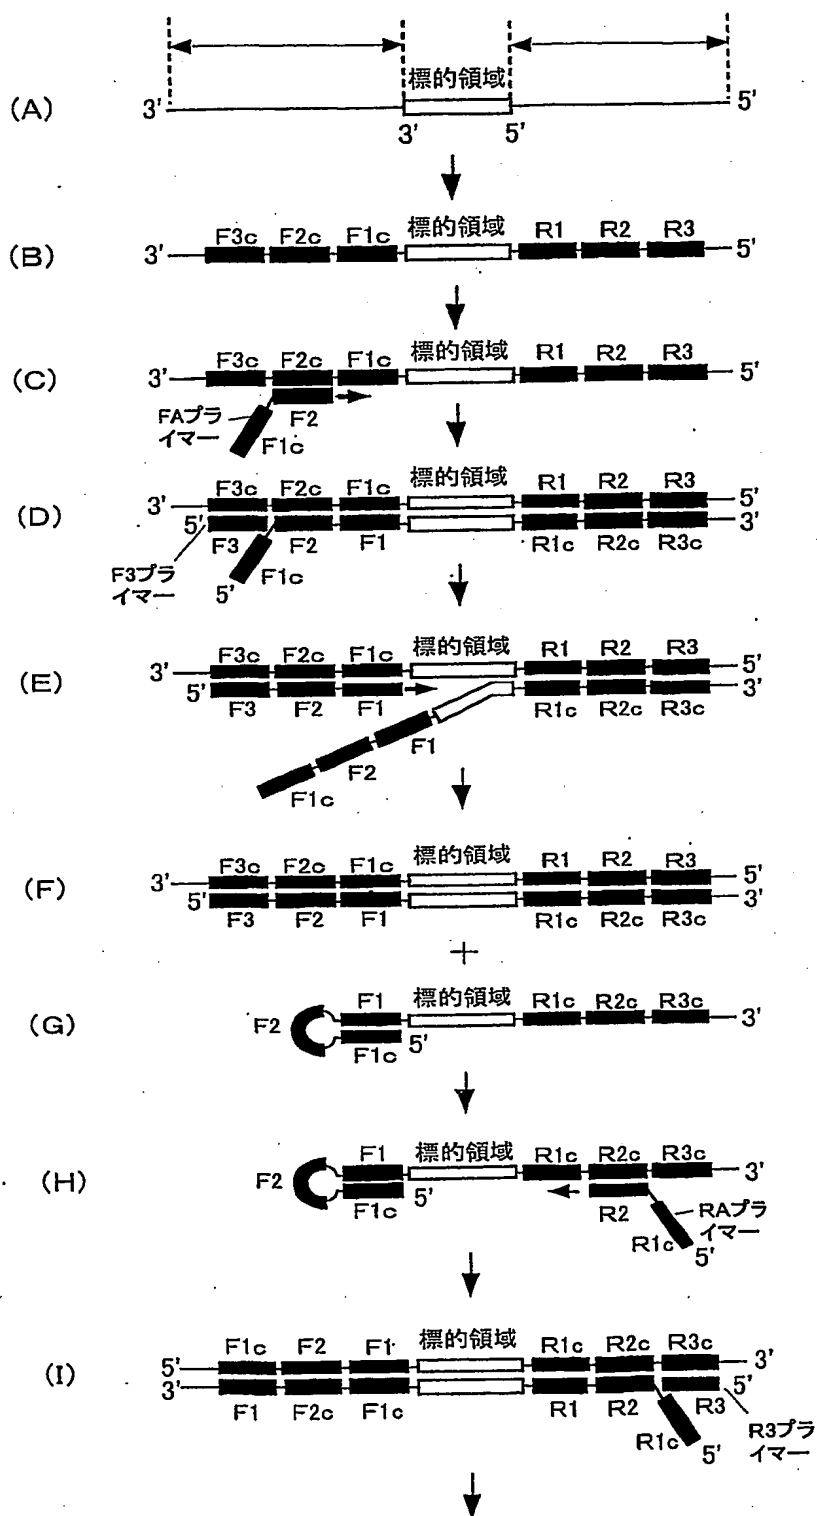 標的領域
(A) 3' 5'
3' 5'
標的領域
F3c F2c F1c R1 R2 R3
(B) 3' 5'
標的領域
F3c F2c F1c R1 R2 R3
(C) 3' 5'
FAプラ
イマー
F2
F1c
標的領域
F3c F2c F1c R1 R2 R3
3' 5'
(D) 5' 3'
F3 F2 F1 R1c R2c R3c
F3プラ
イマー
F1c
5'
標的領域
F3c F2c F1c R1 R2 R3
3' 5'
(E) 5' 3'
F3 F2 F1 R1c R2c R3c
F1
F2
F1c
標的領域
F3c F2c F1c R1 R2 R3
3' 5'
(F) 5' 3'
F3 F2 F1 R1c R2c R3c
+
標的領域
F1 R1c R2c R3c
(G) F2 3'
F1c 5'
標的領域
F1 R1c R2c R3c
(H) F2 3'
F1c 5' R2
RAプラ
イマー
R1c 5'
標的領域
F1c F2 F1 R1c R2c R3c
5' 3'
(I) 3' 5'
F1 F2c F1c R1 R2 R3
R1c 5'
R3プラ
イマー